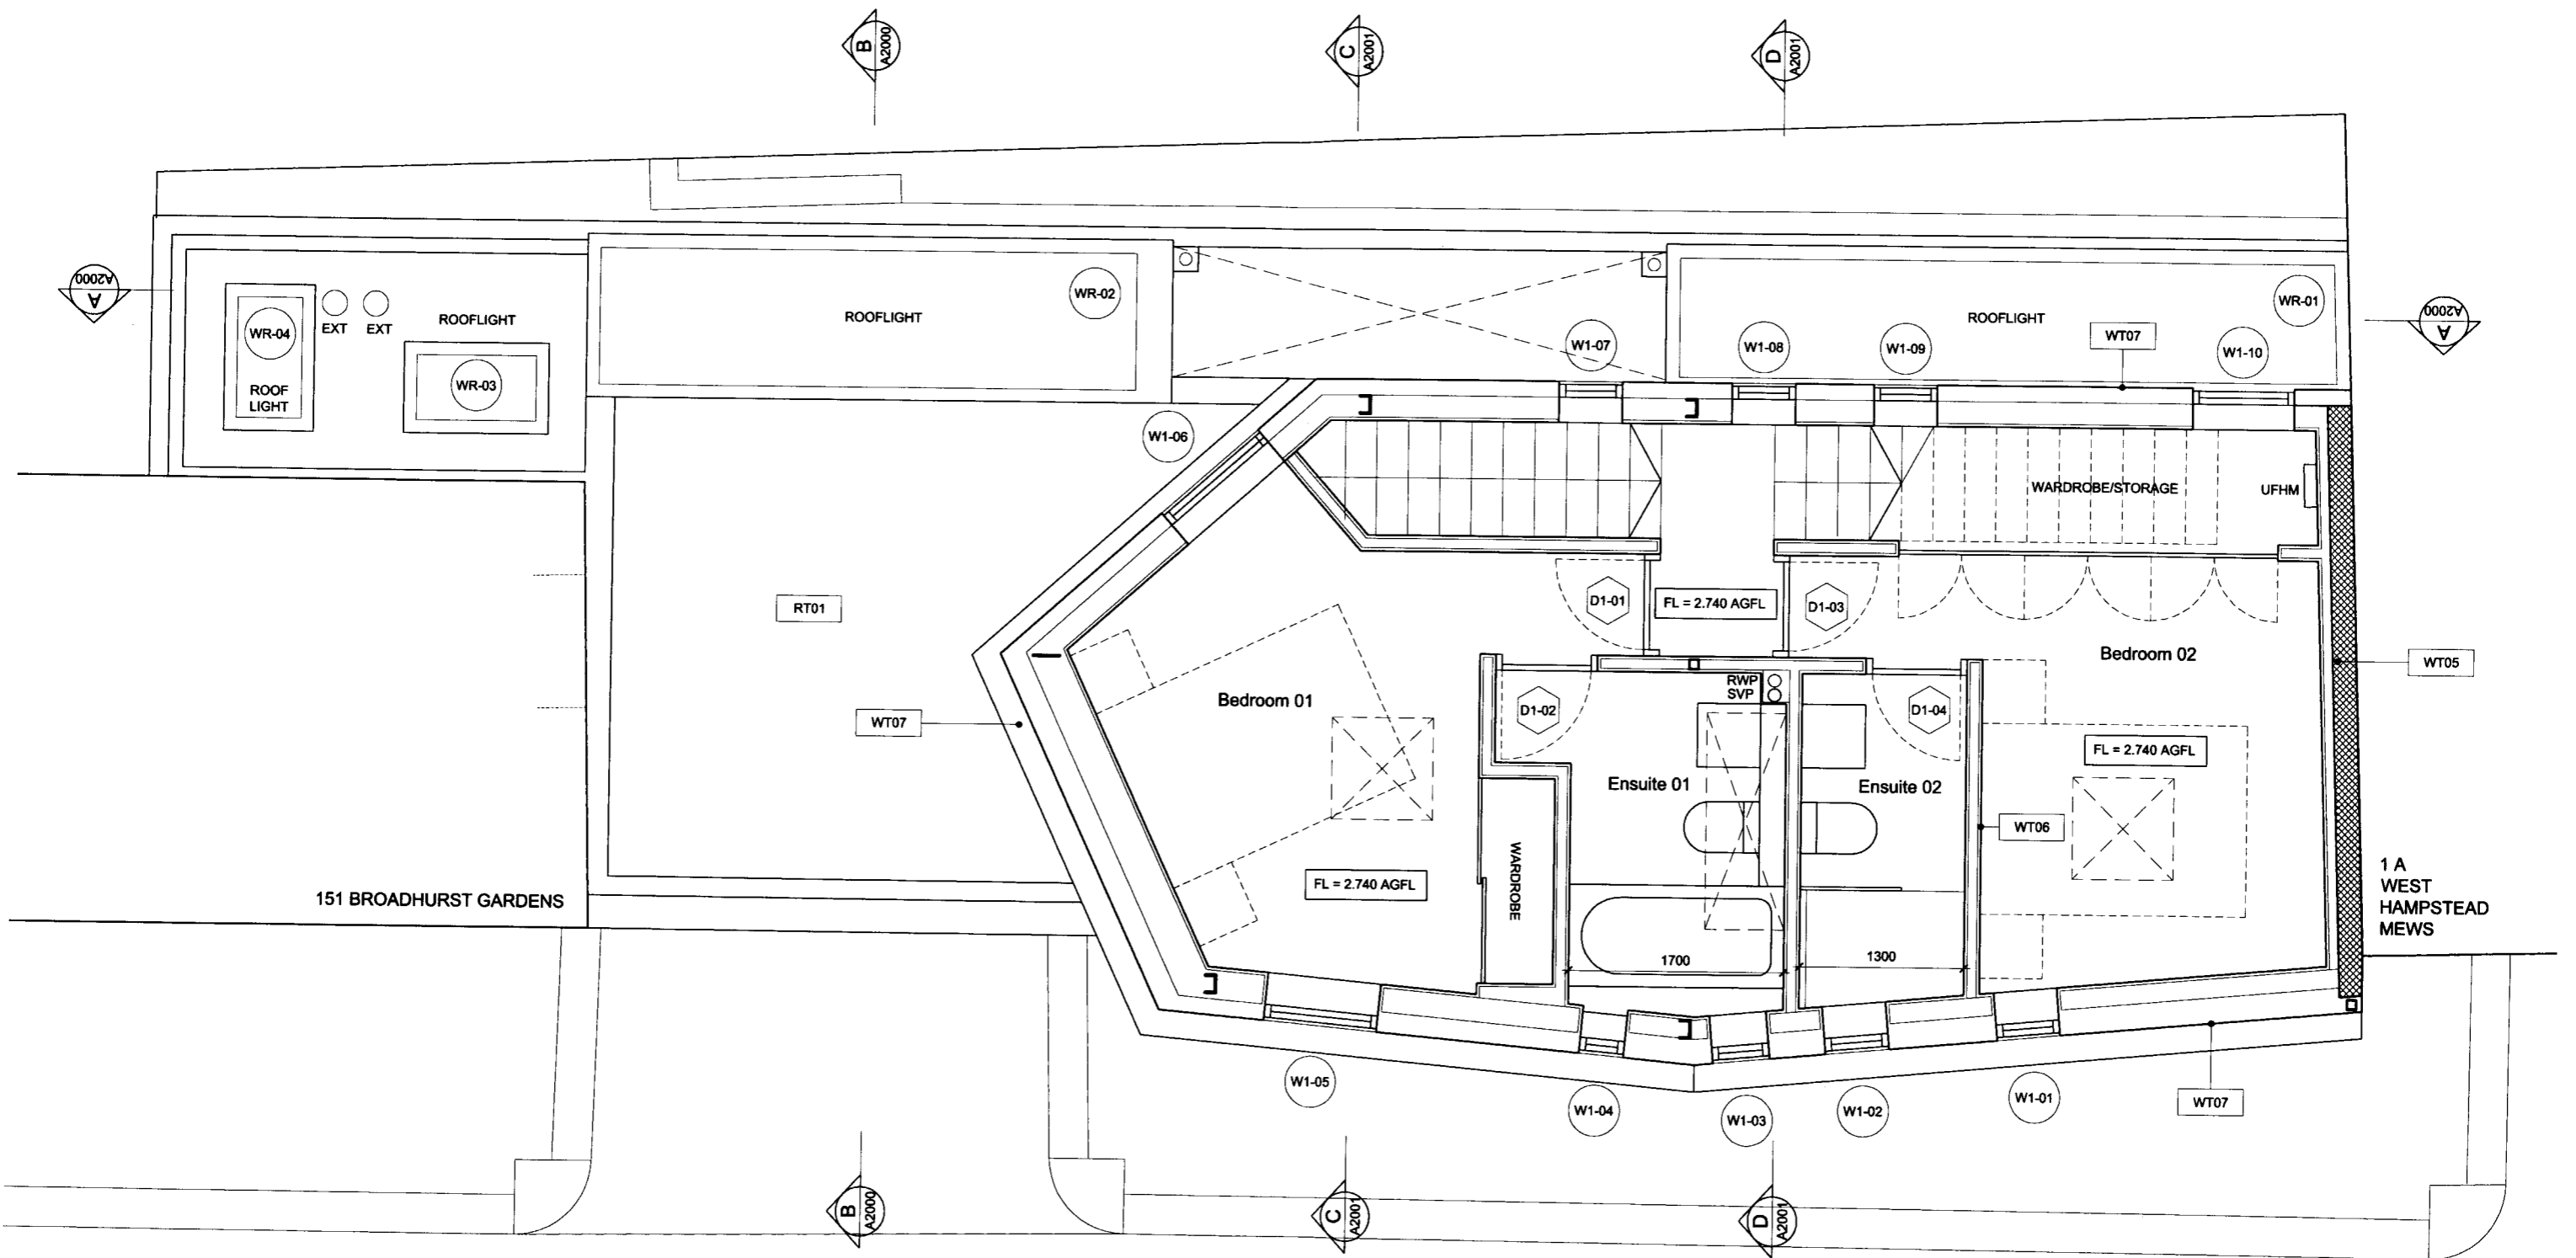 B
A2000
C
A2001
D
A2001
A2000
A
WR-04
EXT
EXT
ROOFLIGHT
ROOF
LIGHT
WR-03
ROOFLIGHT
WR-02
W1-07
W1-08
W1-09
ROOFLIGHT
WT07
WR-01
W1-10
A2000
A
W1-06
WARDROBE/STORAGE
UFHM
RT01
D1-01
FL = 2.740 AGFL
D1-03
Bedroom 02
WT05
RWP
SVP
Bedroom 01
D1-02
D1-04
WT07
FL = 2.740 AGFL
Ensuite 01
Ensuite 02
WT06
WARDROBE
FL = 2.740 AGFL
151 BROADHURST GARDENS
1 A
WEST
HAMPSTEAD
MEWS
1700
1300
W1-05
W1-04
W1-03
W1-02
W1-01
WT07
B
A2000
C
A2001
D
A2001